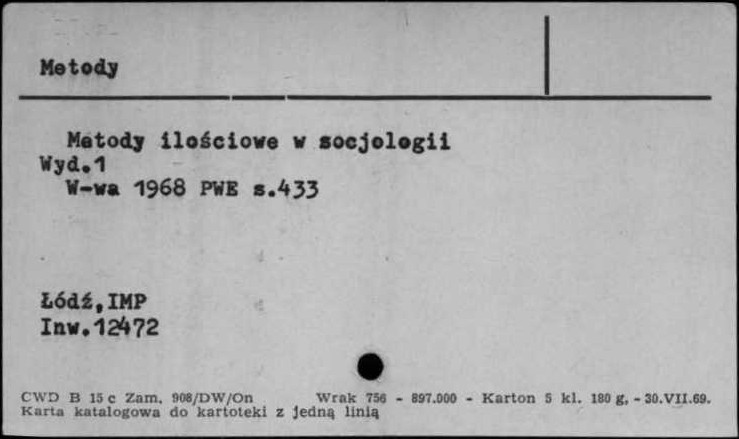 Metody
Metody ilościowe w socjologii
Wyd.1
W-wa 1968 PWE s.433
Łódź,IMP
Inw.12472
CWD B 15 c Zam. 908/DW/On Wrak 756 - 897.000 - Karton 5 kl. 180 g. - 30.VII.69.
Karta katalogowa do kartoteki z jedną linią